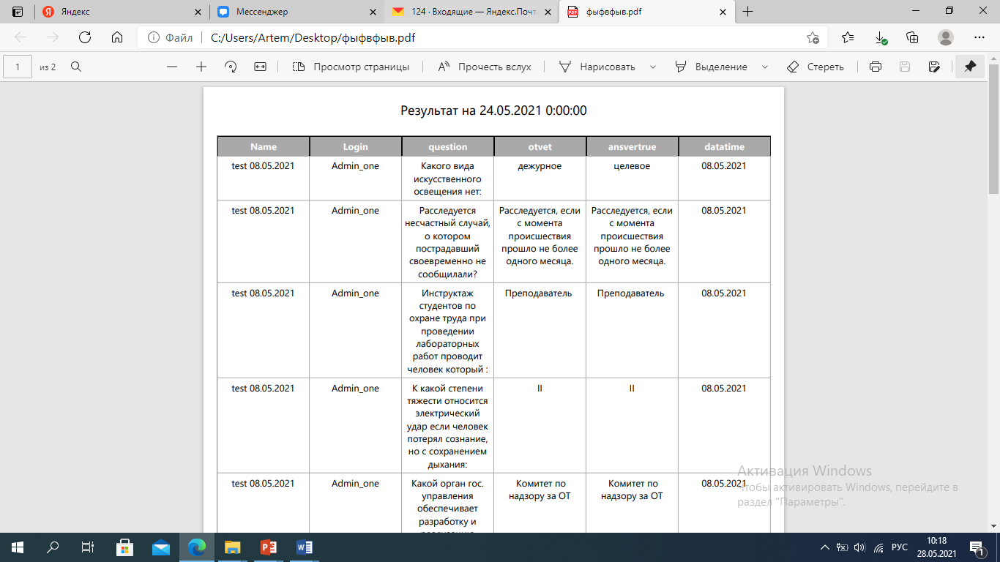 Яндекс
Мессенджер
124 · Входящие — Яндекс.Почт
фыфвфыв.pdf
Файл
C:/Users/Artem/Desktop/фыфвфыв.pdf
1
из 2
Просмотр страницы
Прочесть вслух
Нарисовать
Выделение
Стереть
Результат на 24.05.2021 0:00:00
Name
Login
question
otvet
ansvertrue
datatime
test 08.05.2021
Admin_one
Какого вида
искусственного
освещения нет:
дежурное
целевое
08.05.2021
test 08.05.2021
Admin_one
Расследуется
несчастный случай,
о котором
пострадавший
своевременно не
сообщилали?
Расследуется, если
с момента
происшествия
прошло не более
одного месяца.
Расследуется, если
с момента
происшествия
прошло не более
одного месяца.
08.05.2021
test 08.05.2021
Admin_one
Инструктаж
студентов по
охране труда при
проведении
лабораторных
работ проводит
человек который :
Преподаватель
Преподаватель
08.05.2021
test 08.05.2021
Admin_one
К какой степени
тяжести относится
электрический
удар если человек
потерял сознание,
но с сохранением
дыхания:
II
II
08.05.2021
test 08.05.2021
Admin_one
Какой орган гос.
управления
обеспечивает
разработку и
Комитет по
надзору за ОТ
Комитет по
надзору за ОТ
08.05.2021
Активация Windows
Чтобы активировать Windows, перейдите в
раздел "Параметры".
РУС
10:18
28.05.2021
1